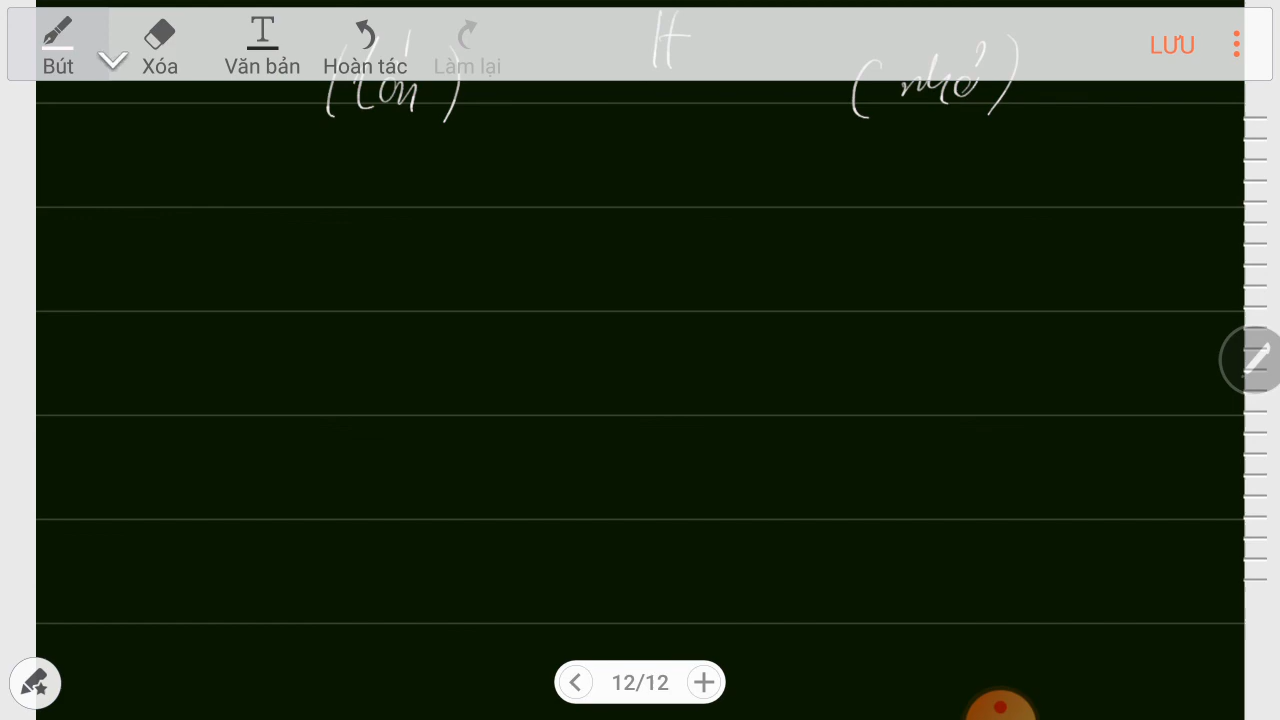 Bút Xóa Văn bản Hoàn tác Làm lại LƯU
(lớn) (nhỏ)
12/12